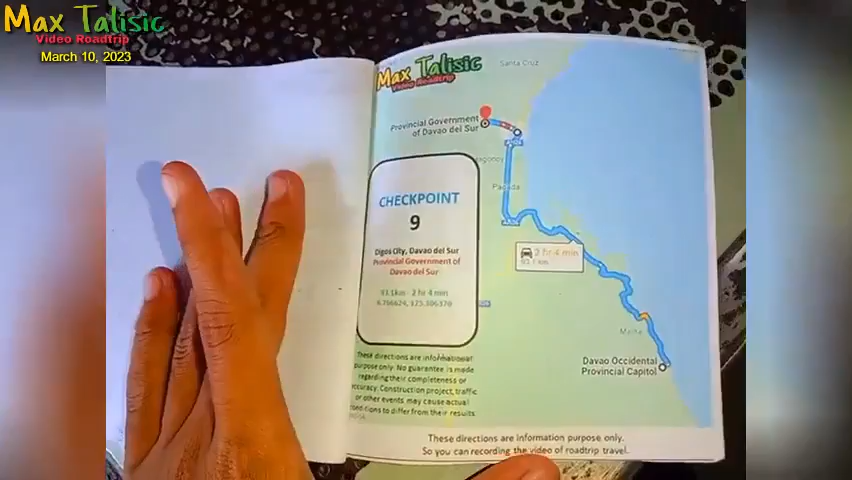 Max Talisic
Video Roadtrip
March 10, 2023
Max Talisic
Video Roadtrip
Santa Cruz
Provincial Government
of Davao del Sur
Padada
CHECKPOINT
9
Digos City, Davao del Sur
Provincial Government of
Davao del Sur
93.1km - 2 hr 4 min
2 hr 4 min
93.1 km
Malita
Davao Occidental
Provincial Capitol
These directions are informational
purpose only. No guarantee is made
regarding their completeness or
accuracy. Construction project, traffic
or other events may cause actual
conditions to differ from their results
These directions are information purpose only.
So you can recording the video of roadtrip travel.